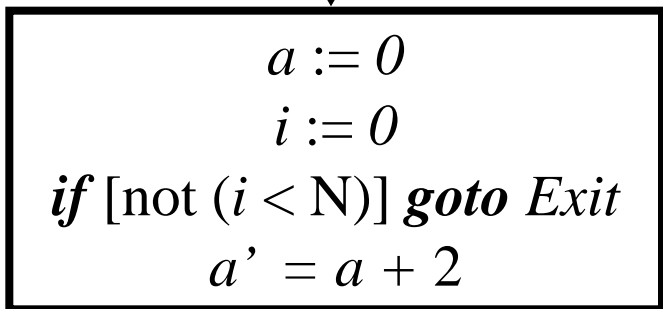 a := 0
i := 0
if [not (i < N)] goto Exit
a’ = a + 2